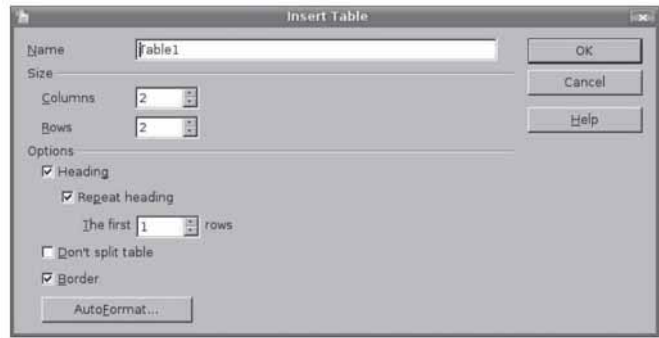 Insert Table
Name Table1 OK
Size Cancel
Columns 2
Rows 2 Help
Options
Heading
Repeat heading
The first 1 rows
Don't split table
Border
AutoFormat...